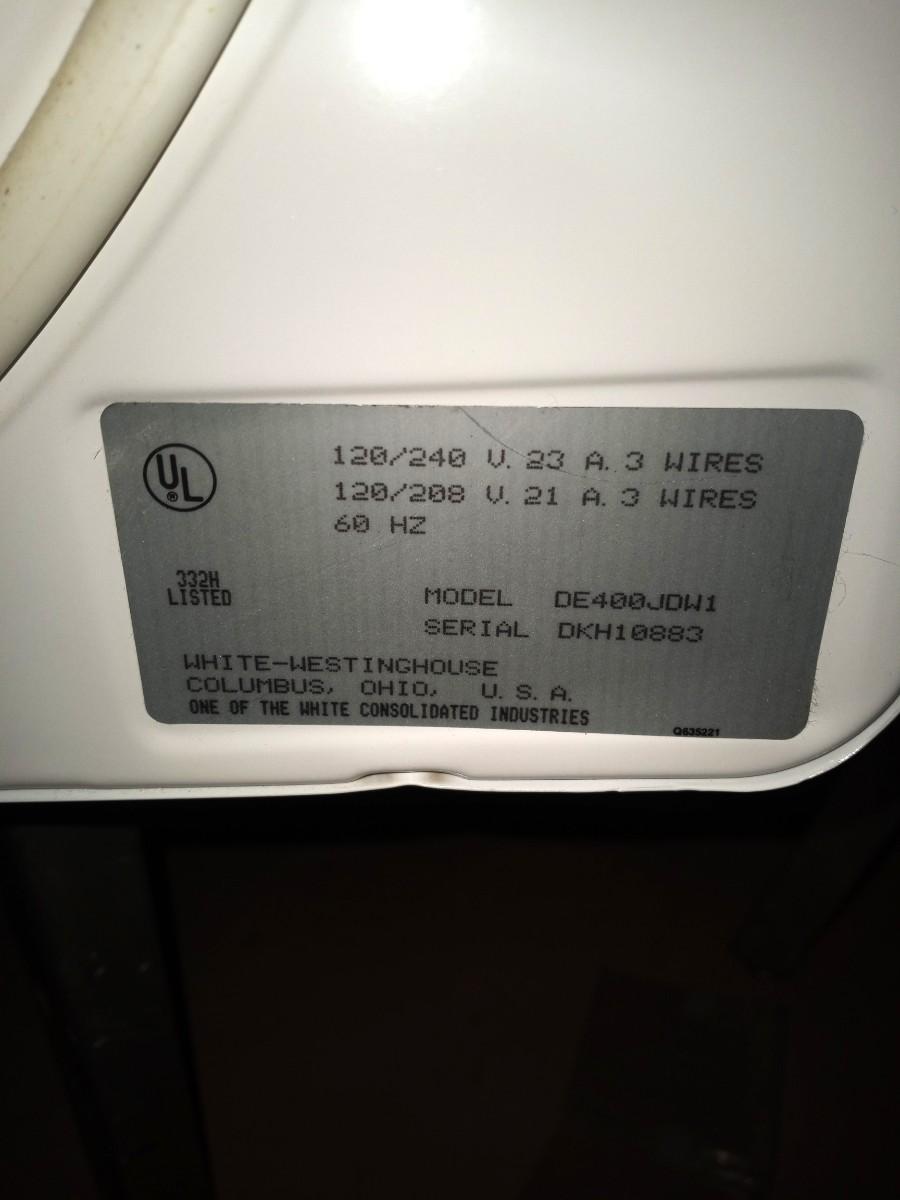 UL
®
120/240 V. 23 A. 3 WIRES
120/208 V. 21 A. 3 WIRES
60 HZ
332H
LISTED
MODEL DE400JDW1
SERIAL DKH10883
WHITE-WESTINGHOUSE
COLUMBUS, OHIO, U.S.A.
ONE OF THE WHITE CONSOLIDATED INDUSTRIES
Q635221